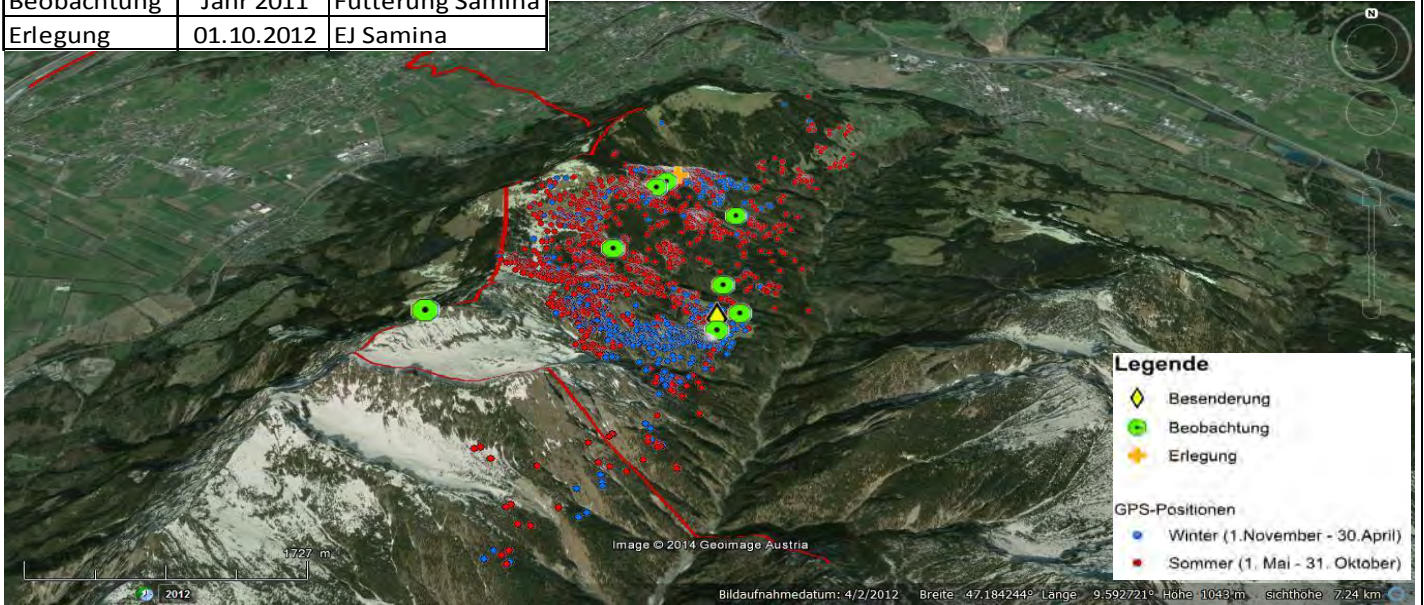 Beobachtung Jahr 2011 Fütterung Samina
Erlegung 01.10.2012 EJ Samina
N
Legende
Besenderung
Beobachtung
Erlegung
GPS-Positionen
Winter (1.November - 30.April)
Sommer (1. Mai - 31. Oktober)
Image © 2014 Geoimage Austria
1727 m
2012
Bildaufnahmedatum: 4/2/2012 Breite 47.184244° Länge 9.592721° Höhe 1043 m sichthöhe 7.24 km